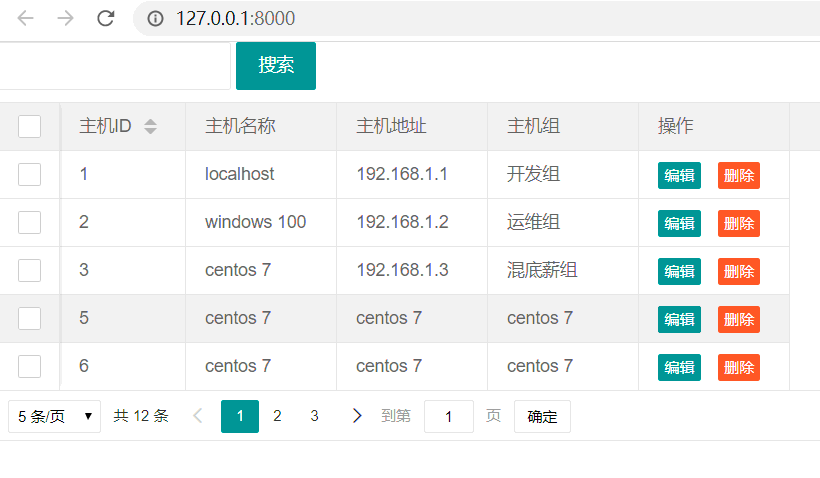 127.0.0.1:8000
搜索
主机ID 主机名称 主机地址 主机组 操作
1 localhost 192.168.1.1 开发组 编辑 删除
2 windows 100 192.168.1.2 运维组 编辑 删除
3 centos 7 192.168.1.3 混底薪组 编辑 删除
5 centos 7 centos 7 centos 7 编辑 删除
6 centos 7 centos 7 centos 7 编辑 删除
5 条/页 共 12 条 1 2 3 到第 1 页 确定